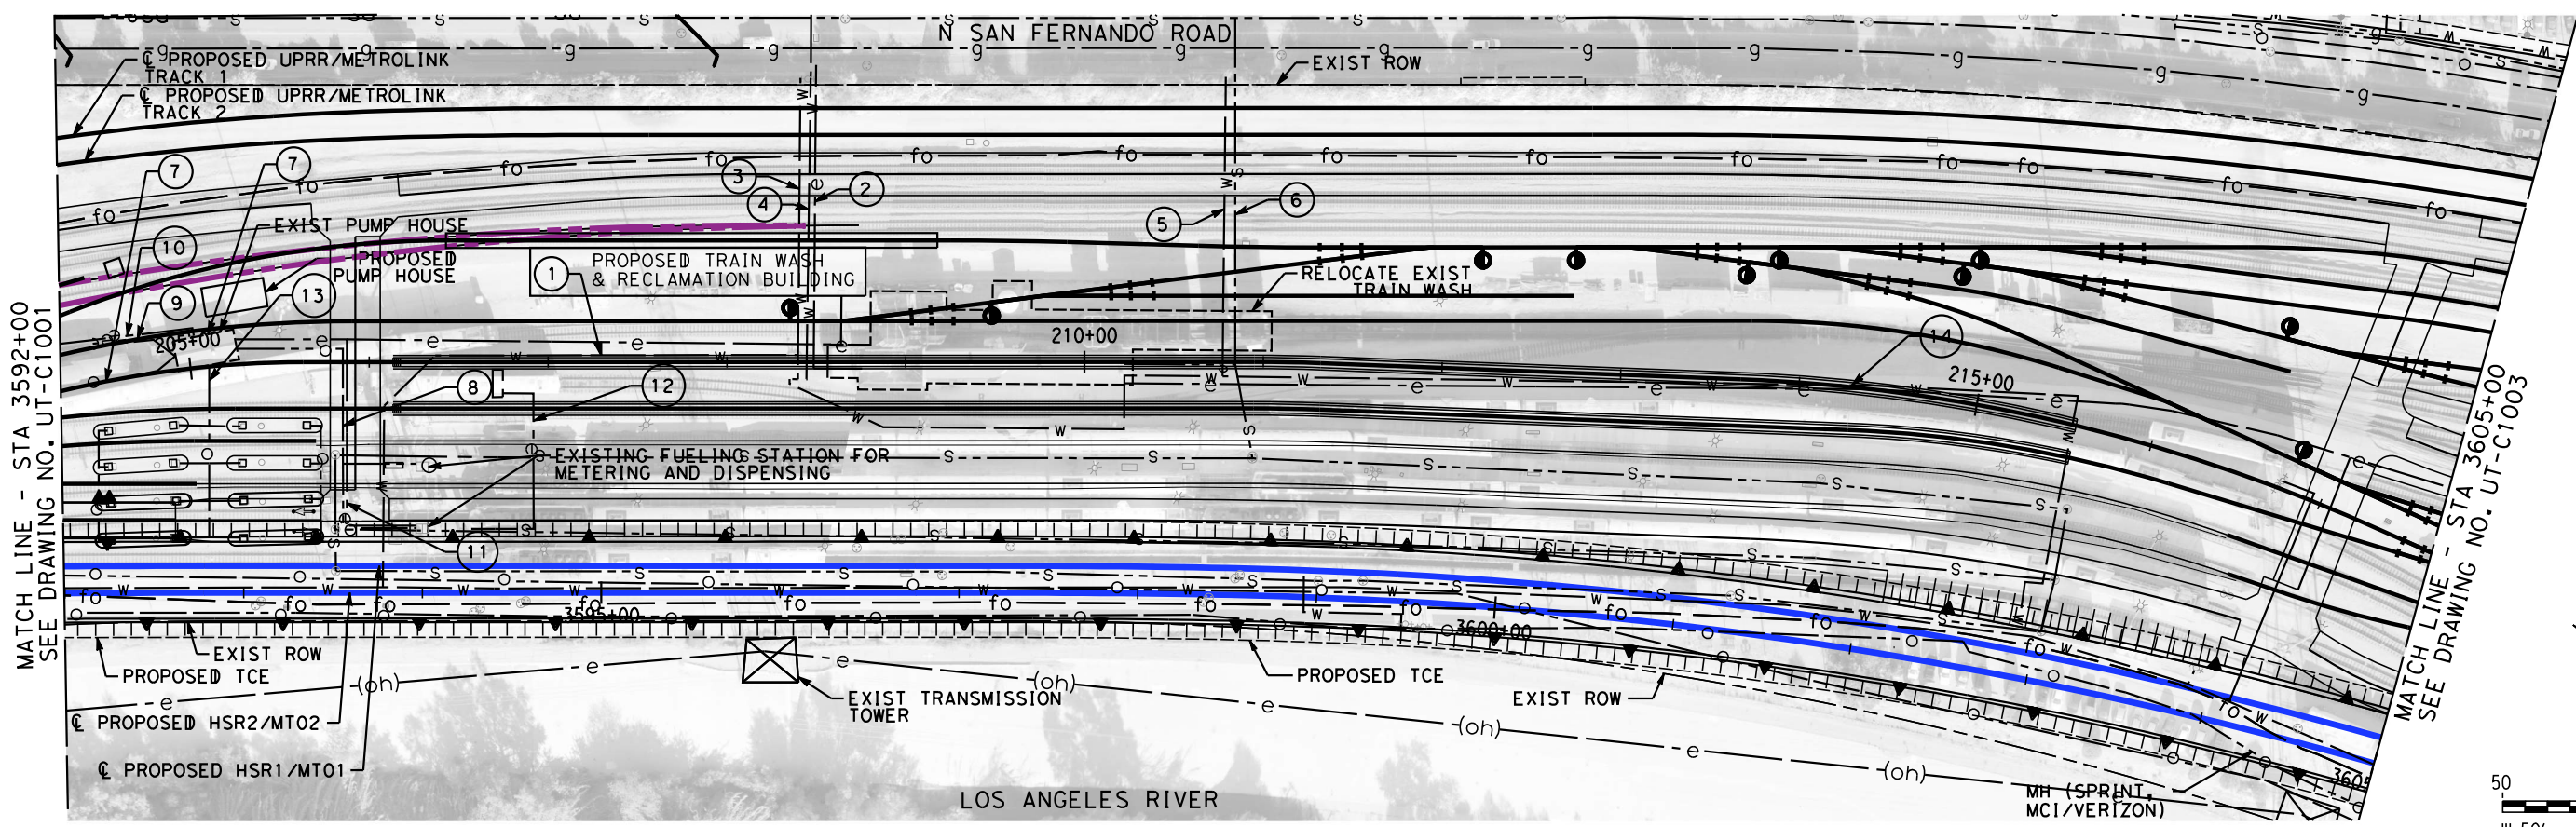 N SAN FERNANDO ROAD
℄ PROPOSED UPRR/METROLINK
TRACK 1
℄ PROPOSED UPRR/METROLINK
TRACK 2
EXIST ROW
7
7
3
4
2
5
6
EXIST PUMP HOUSE
10
PROPOSED
PUMP HOUSE
9
13
1
PROPOSED TRAIN WASH
& RECLAMATION BUILDING
RELOCATE EXIST
TRAIN WASH
205+00
210+00
14
215+00
8
12
EXISTING FUELING STATION FOR
METERING AND DISPENSING
11
MATCH LINE - STA 3592+00
SEE DRAWING NO. UT-C1001
MATCH LINE - STA 3605+00
SEE DRAWING NO. UT-C1003
3595+00
3600+00
EXIST ROW
PROPOSED TCE
EXIST TRANSMISSION
TOWER
PROPOSED TCE
EXIST ROW
(oh)
(oh)
(oh)
(oh)
℄ PROPOSED HSR2/MT02
℄ PROPOSED HSR1/MT01
LOS ANGELES RIVER
MH (SPRINT,
MCI/VERIZON)
50